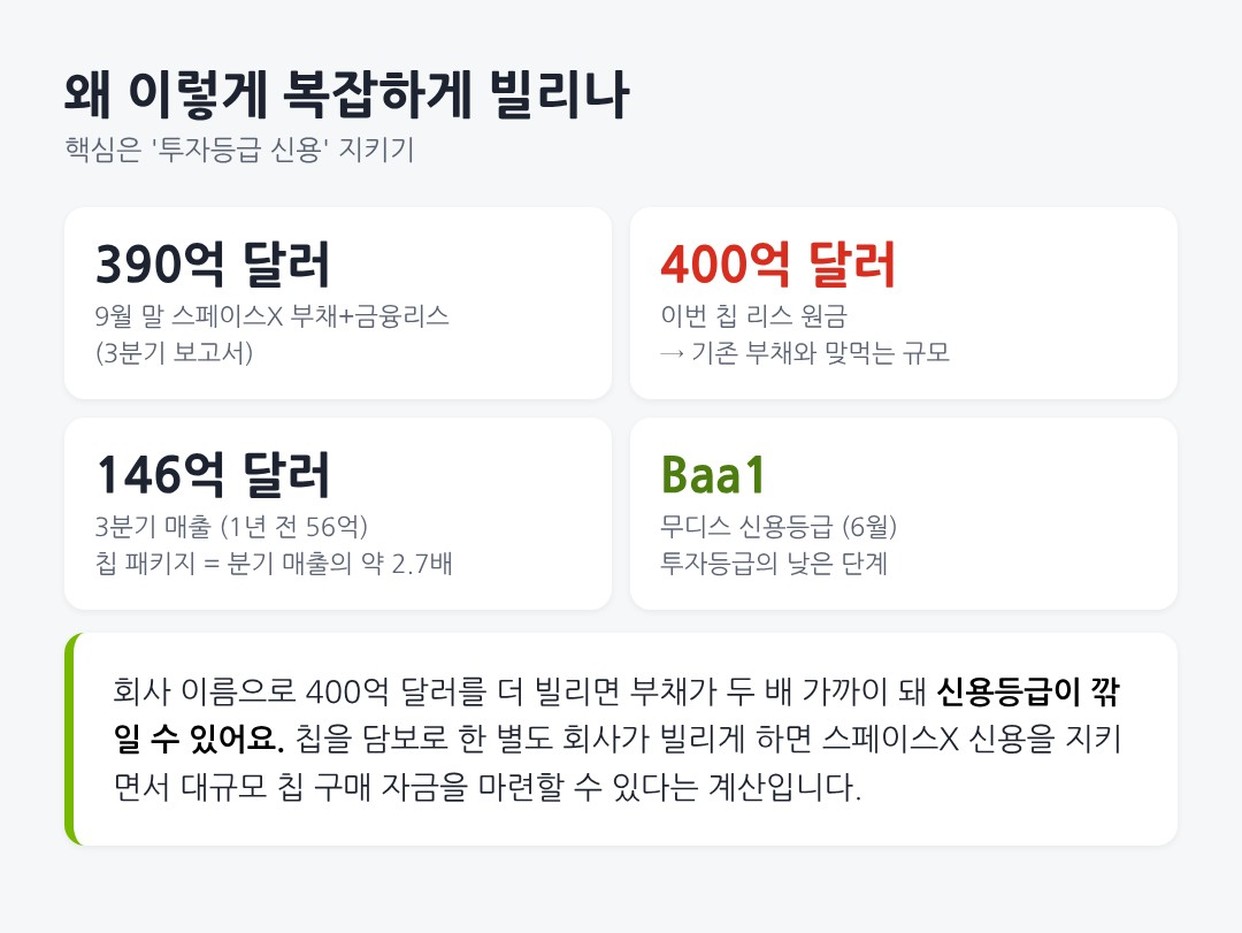 왜 이렇게 복잡하게 빌리나
핵심은 '투자등급 신용' 지키기
390억 달러
9월 말 스페이스X 부채+금융리스
(3분기 보고서)
400억 달러
이번 칩 리스 원금
→ 기존 부채와 맞먹는 규모
146억 달러
3분기 매출 (1년 전 56억)
칩 패키지 = 분기 매출의 약 2.7배
Baa1
무디스 신용등급 (6월)
투자등급의 낮은 단계
회사 이름으로 400억 달러를 더 빌리면 부채가 두 배 가까이 돼 신용등급이 깎
일 수 있어요. 칩을 담보로 한 별도 회사가 빌리게 하면 스페이스X 신용을 지키
면서 대규모 칩 구매 자금을 마련할 수 있다는 계산입니다.